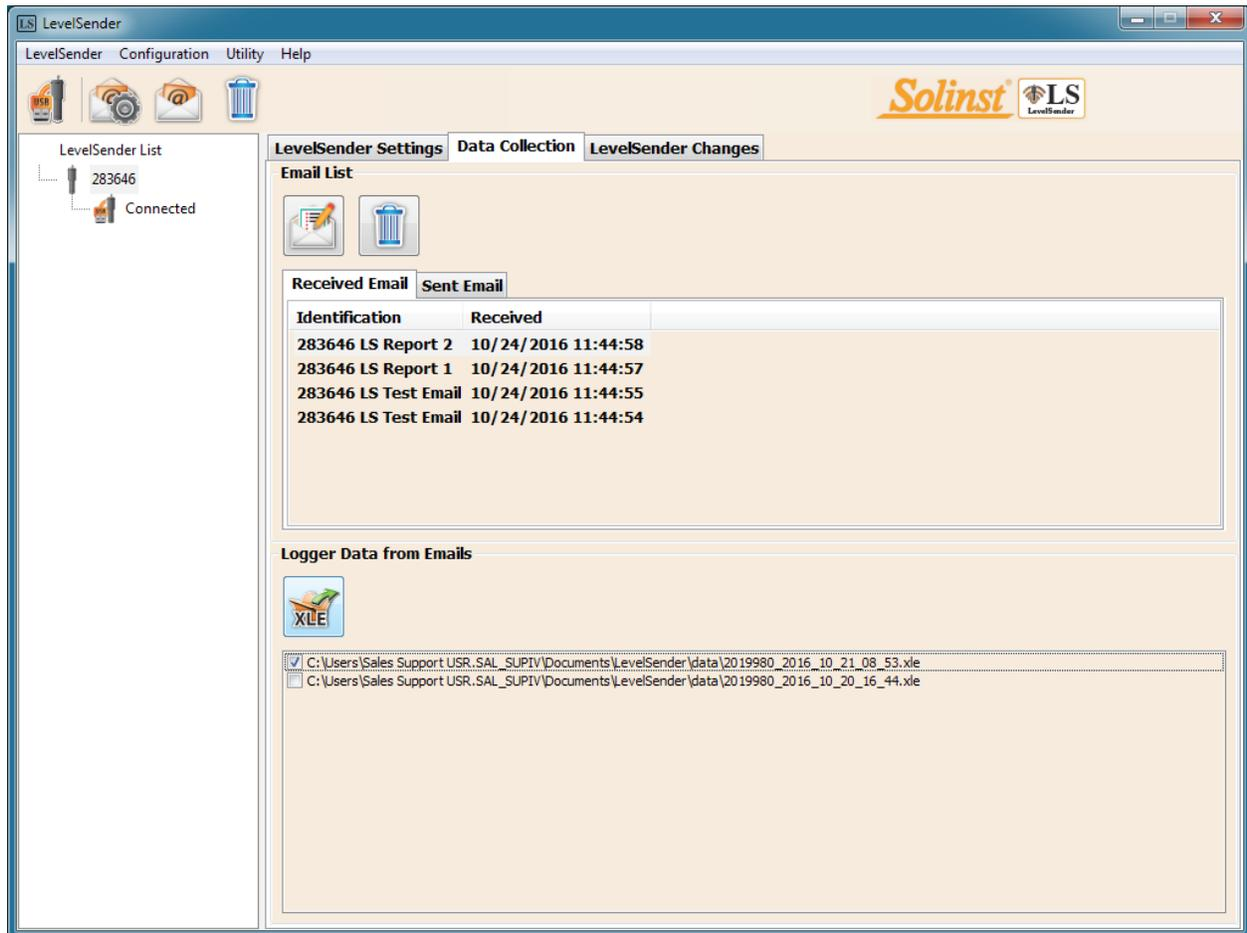 LS LevelSender
LevelSender Configuration Utility Help
USB
@
@
Solinst LS
LevelSender
LevelSender List
283646
USB Connected
LevelSender Settings Data Collection LevelSender Changes
Email List
Received Email Sent Email
Identification Received
283646 LS Report 2 10/24/2016 11:44:58
283646 LS Report 1 10/24/2016 11:44:57
283646 LS Test Email 10/24/2016 11:44:55
283646 LS Test Email 10/24/2016 11:44:54
Logger Data from Emails
XLE
C:\Users\Sales Support USR.SAL_SUPIV\Documents\LevelSender\data\2019980_2016_10_21_08_53.xle
C:\Users\Sales Support USR.SAL_SUPIV\Documents\LevelSender\data\2019980_2016_10_20_16_44.xle